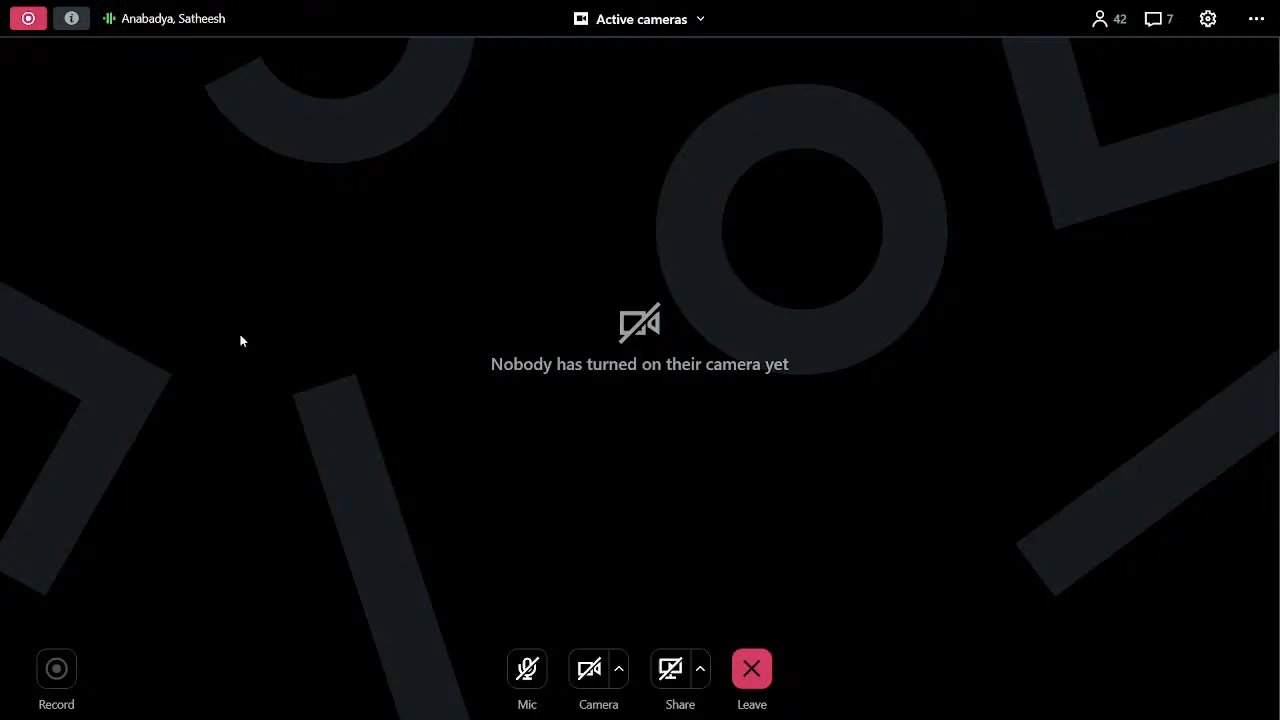 Anabadya, Satheesh
Active cameras
42
7
Nobody has turned on their camera yet
Record
Mic
Camera
Share
Leave